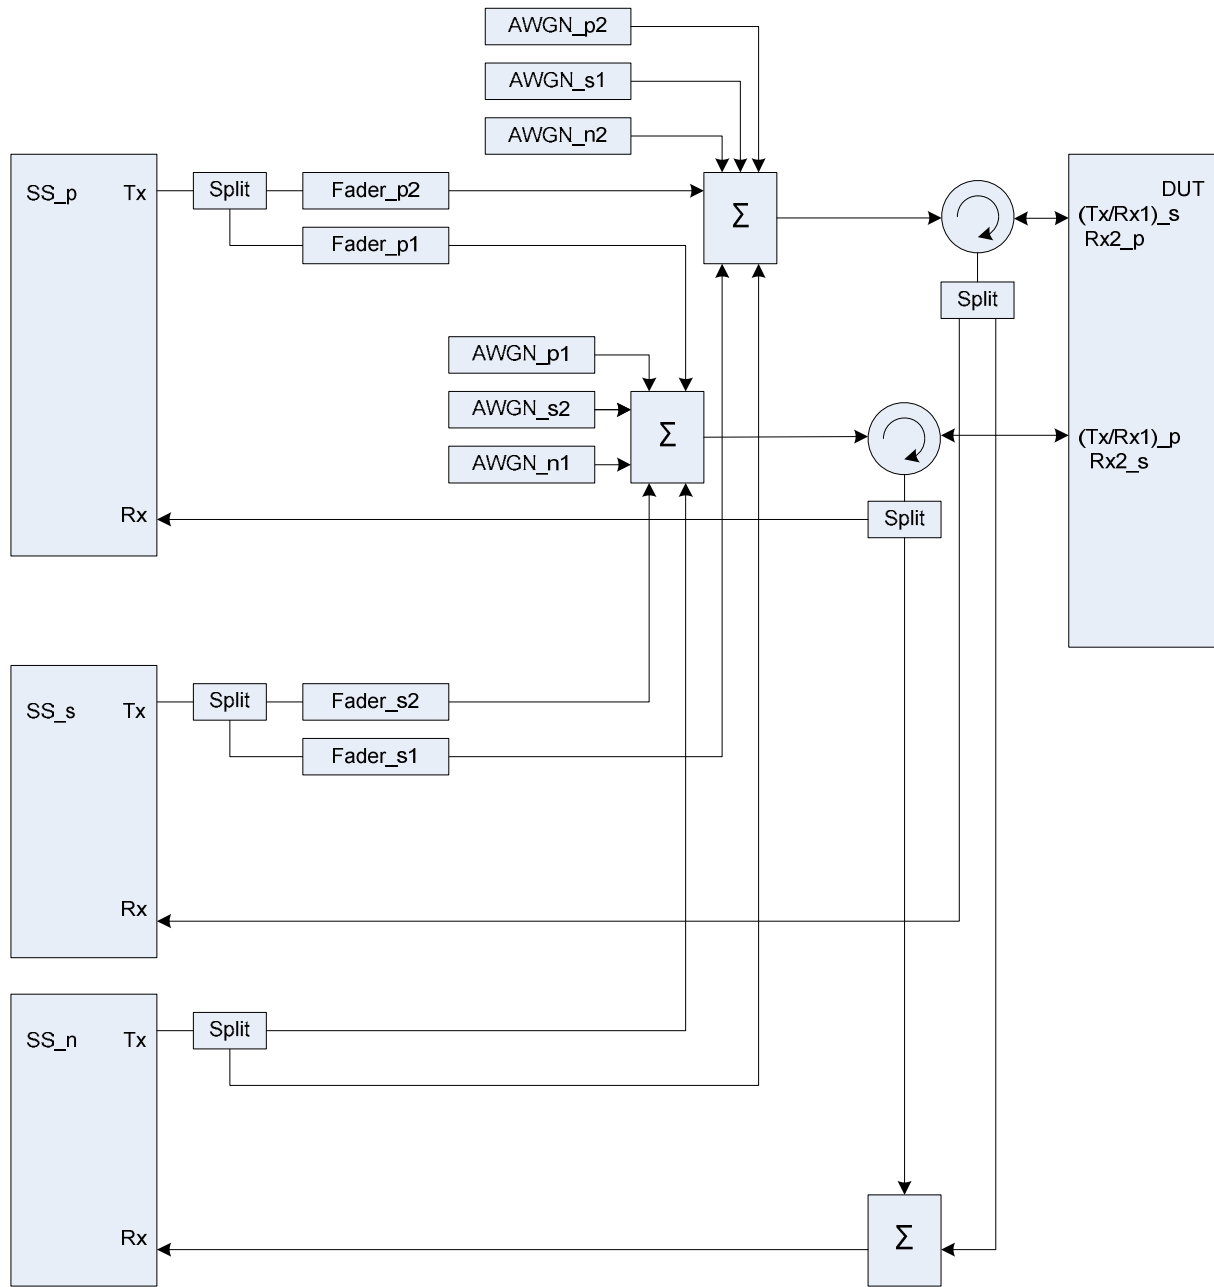 AWGN_p2
AWGN_s1
AWGN_n2
SS_p
Tx
Split
Fader_p2
Fader_p1
Σ
DUT
(Tx/Rx1)_s
Rx2_p
Split
AWGN_p1
AWGN_s2
AWGN_n1
Σ
(Tx/Rx1)_p
Rx2_s
Rx
Split
SS_s
Tx
Split
Fader_s2
Fader_s1
Rx
SS_n
Tx
Split
Rx
Σ